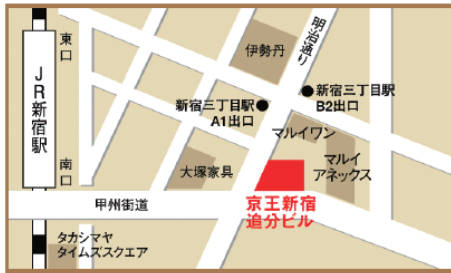 東口
JR新宿駅
南口
伊勢丹
明治通り
新宿三丁目駅
A1出口
新宿三丁目駅
B2出口
マルイワン
マルイ
アネックス
大塚家具
甲州街道
京王新宿
追分ビル
タカシマヤ
タイムズスクエア